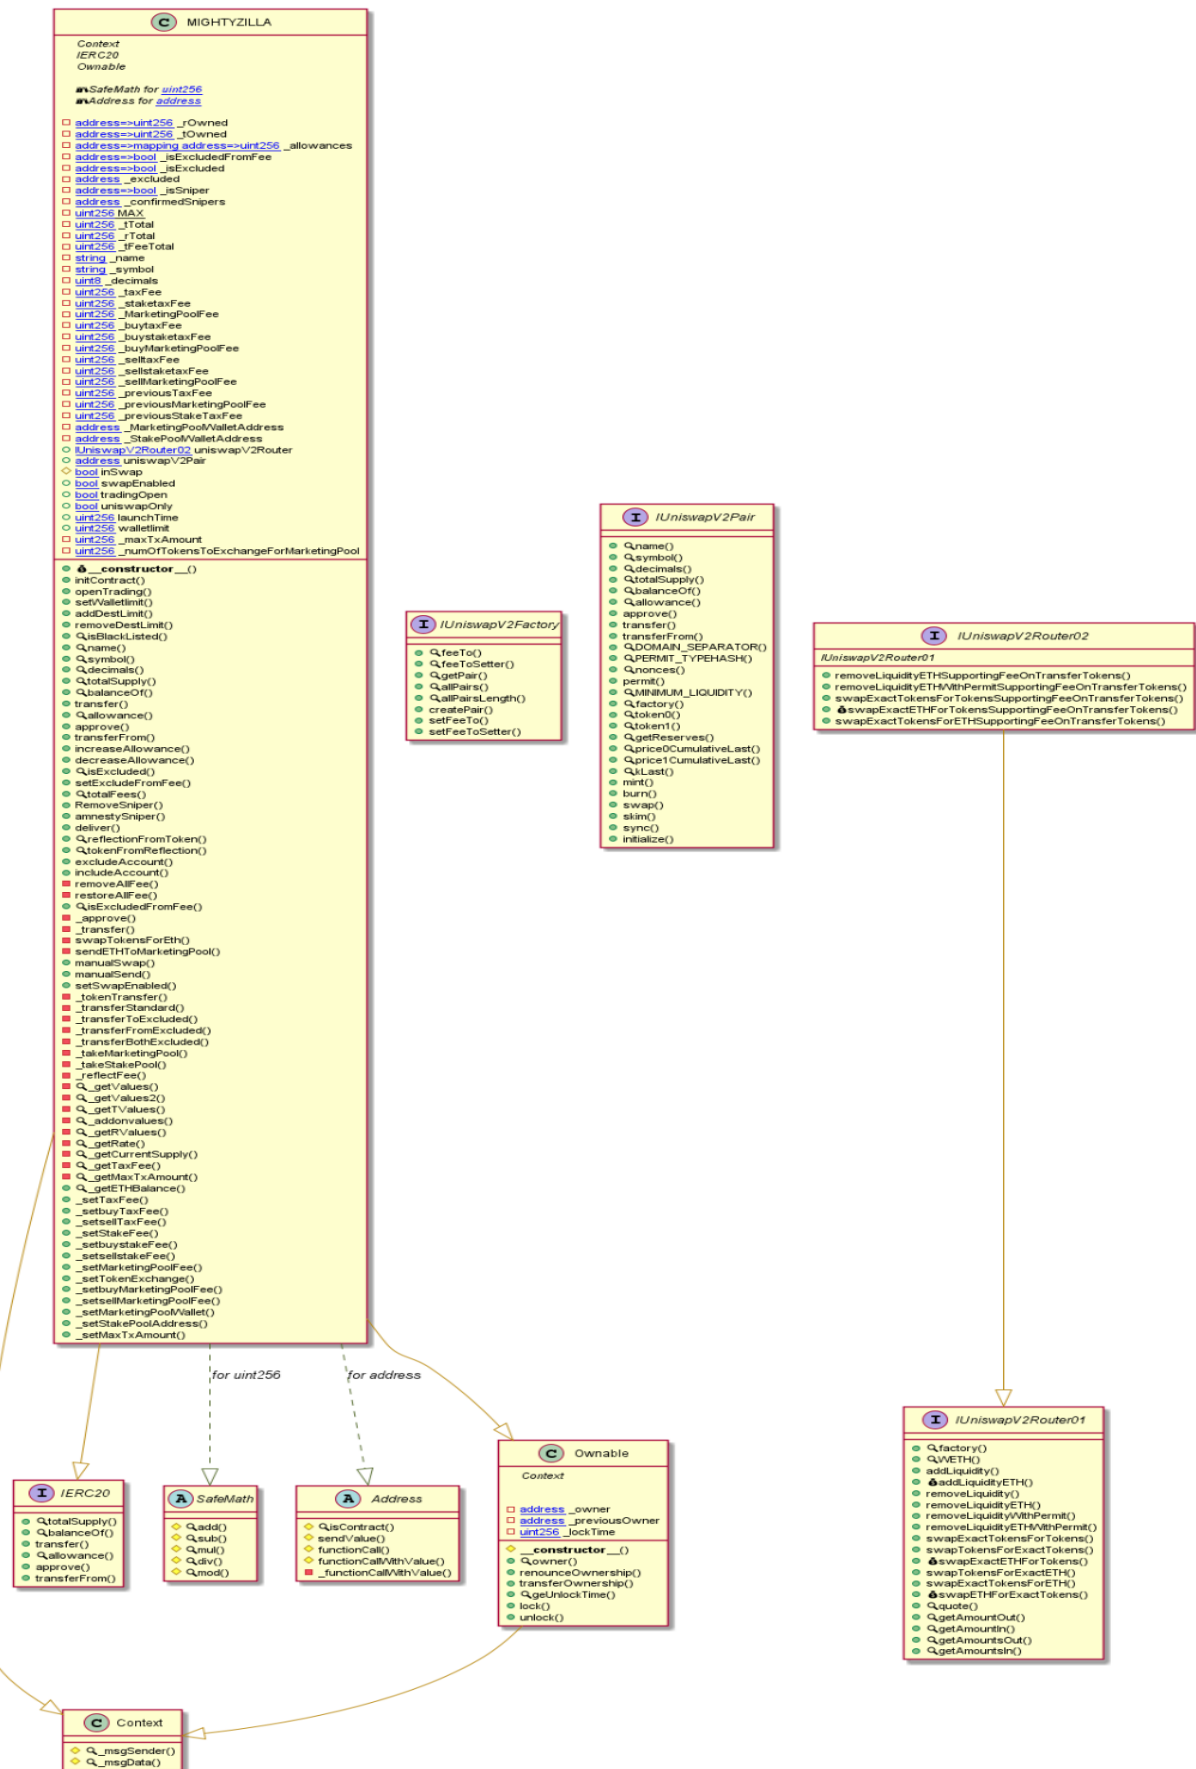 C MIGHTYZILLA
Context
IERC20
Ownable
SafeMath for uint256
Address for address
address=>uint256 _rOwned
address=>uint256 _tOwned
address=>mapping address=>uint256 _allowances
address=>bool _isExcludedFromFee
address=>bool _isExcluded
address _excluded
address=>bool _isSniper
address _confirmedSnipers
uint256 MAX
uint256 _tTotal
uint256 _rTotal
uint256 _tFeeTotal
string _name
string _symbol
uint8 _decimals
uint256 _taxFee
uint256 _staketaxFee
uint256 _MarketingPoolFee
uint256 _buytaxFee
uint256 _buystaketaxFee
uint256 _buyMarketingPoolFee
uint256 _selltaxFee
uint256 _sellstaketaxFee
uint256 _sellMarketingPoolFee
uint256 _previousTaxFee
uint256 _previousMarketingPoolFee
uint256 _previousStakeTaxFee
address _MarketingPoolWalletAddress
address _StakePoolWalletAddress
IUniswapV2Router02 uniswapV2Router
address uniswapV2Pair
bool inSwap
bool swapEnabled
bool tradingOpen
bool uniswapOnly
uint256 launchTime
uint256 walletlimit
uint256 _maxTxAmount
uint256 _numOfTokensToExchangeForMarketingPool
__constructor__()
initContract()
openTrading()
setWalletlimit()
addDestLimit()
removeDestLimit()
isBlackListed()
name()
symbol()
decimals()
totalSupply()
balanceOf()
transfer()
allowance()
approve()
transferFrom()
increaseAllowance()
decreaseAllowance()
isExcluded()
setExcludeFromFee()
totalFees()
RemoveSniper()
amnestySniper()
deliver()
reflectionFromToken()
tokenFromReflection()
excludeAccount()
includeAccount()
removeAllFee()
restoreAllFee()
isExcludedFromFee()
_approve()
_transfer()
swapTokensForEth()
sendETHToMarketingPool()
manualSwap()
manualSend()
setSwapEnabled()
_tokenTransfer()
_transferStandard()
_transferToExcluded()
_transferFromExcluded()
_transferBothExcluded()
_takeMarketingPool()
_takeStakePool()
_reflectFee()
_getValues()
_getValues2()
_getTValues()
_addonvalues()
_getRValues()
_getRate()
_getCurrentSupply()
_getTaxFee()
_getMaxTxAmount()
_getETHBalance()
_setTaxFee()
_setbuyTaxFee()
_setsellTaxFee()
_setStakeFee()
_setbuystakeFee()
_setsellstakeFee()
_setMarketingPoolFee()
_setTokenExchange()
_setbuyMarketingPoolFee()
_setsellMarketingPoolFee()
_setMarketingPoolWallet()
_setStakePoolAddress()
_setMaxTxAmount()
I IUniswapV2Factory
feeTo()
feeToSetter()
getPair()
allPairs()
allPairsLength()
createPair()
setFeeTo()
setFeeToSetter()
I IUniswapV2Pair
name()
symbol()
decimals()
totalSupply()
balanceOf()
allowance()
approve()
transfer()
transferFrom()
DOMAIN_SEPARATOR()
PERMIT_TYPEHASH()
nonces()
permit()
MINIMUM_LIQUIDITY()
factory()
token0()
token1()
getReserves()
price0CumulativeLast()
price1CumulativeLast()
kLast()
mint()
burn()
swap()
skim()
sync()
initialize()
I IUniswapV2Router02
IUniswapV2Router01
removeLiquidityETHSupportingFeeOnTransferTokens()
removeLiquidityETHWithPermitSupportingFeeOnTransferTokens()
swapExactTokensForTokensSupportingFeeOnTransferTokens()
swapExactETHForTokensSupportingFeeOnTransferTokens()
swapExactTokensForETHSupportingFeeOnTransferTokens()
for uint256
for address
I IERC20
totalSupply()
balanceOf()
transfer()
allowance()
approve()
transferFrom()
A SafeMath
add()
sub()
mul()
div()
mod()
A Address
isContract()
sendValue()
functionCall()
functionCallWithValue()
_functionCallWithValue()
C Ownable
Context
address _owner
address _previousOwner
uint256 _lockTime
__constructor__()
owner()
renounceOwnership()
transferOwnership()
geUnlockTime()
lock()
unlock()
I IUniswapV2Router01
factory()
WETH()
addLiquidity()
addLiquidityETH()
removeLiquidity()
removeLiquidityETH()
removeLiquidityWithPermit()
removeLiquidityETHWithPermit()
swapExactTokensForTokens()
swapTokensForExactTokens()
swapExactETHForTokens()
swapTokensForExactETH()
swapExactTokensForETH()
swapETHForExactTokens()
quote()
getAmountOut()
getAmountIn()
getAmountsOut()
getAmountsIn()
C Context
_msgSender()
_msgData()